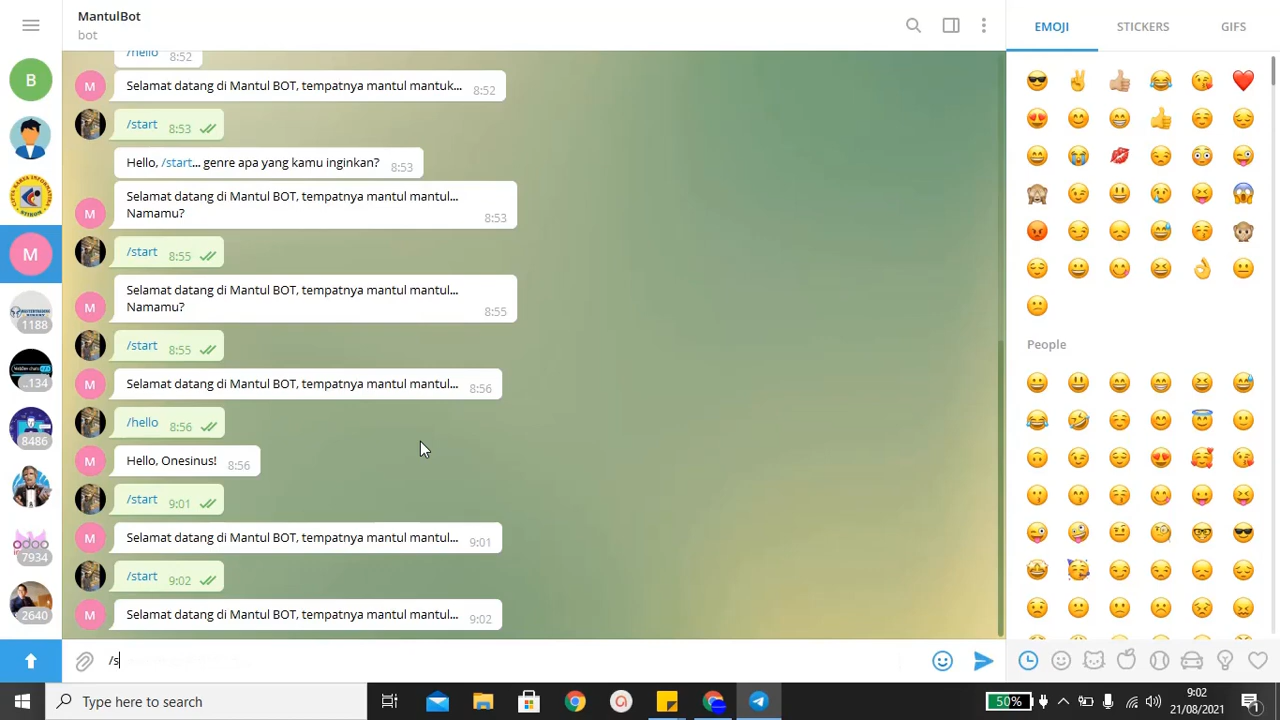 MantulBot
bot
EMOJI
STICKERS
GIFS
B
M
1188
..134
8486
7934
2640
/hello 8:52
M
Selamat datang di Mantul BOT, tempatnya mantul mantuk... 8:52
/start 8:53
Hello, /start... genre apa yang kamu inginkan? 8:53
M
Selamat datang di Mantul BOT, tempatnya mantul mantul...
Namamu? 8:53
/start 8:55
M
Selamat datang di Mantul BOT, tempatnya mantul mantul...
Namamu? 8:55
/start 8:55
M
Selamat datang di Mantul BOT, tempatnya mantul mantul... 8:56
/hello 8:56
M
Hello, Onesinus! 8:56
/start 9:01
M
Selamat datang di Mantul BOT, tempatnya mantul mantul... 9:01
/start 9:02
M
Selamat datang di Mantul BOT, tempatnya mantul mantul... 9:02
/s
People
Type here to search
50%
9:02
21/08/2021
1